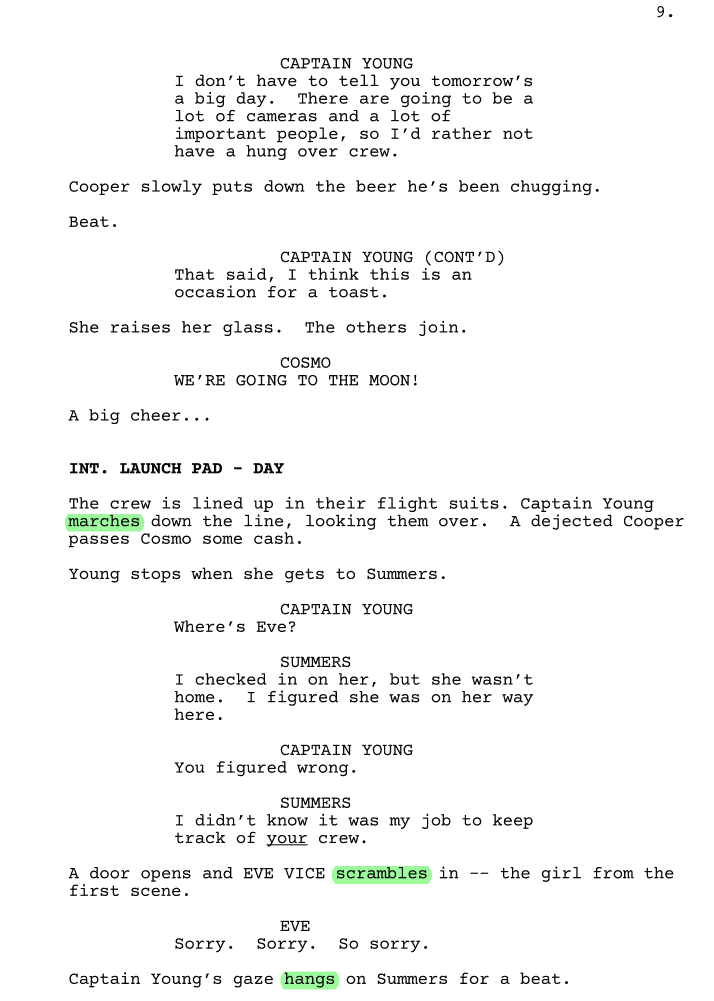 9.
CAPTAIN YOUNG
I don't have to tell you tomorrow's
a big day.  There are going to be a
lot of cameras and a lot of
important people, so I'd rather not
have a hung over crew.
Cooper slowly puts down the beer he's been chugging.
Beat.
CAPTAIN YOUNG (CONT'D)
That said, I think this is an
occasion for a toast.
She raises her glass.  The others join.
COSMO
WE'RE GOING TO THE MOON!
A big cheer...
INT. LAUNCH PAD - DAY
The crew is lined up in their flight suits. Captain Young
marches down the line, looking them over.  A dejected Cooper
passes Cosmo some cash.
Young stops when she gets to Summers.
CAPTAIN YOUNG
Where's Eve?
SUMMERS
I checked in on her, but she wasn't
home.  I figured she was on her way
here.
CAPTAIN YOUNG
You figured wrong.
SUMMERS
I didn't know it was my job to keep
track of your crew.
A door opens and EVE VICE scrambles in -- the girl from the
first scene.
EVE
Sorry.  Sorry.  So sorry.
Captain Young's gaze hangs on Summers for a beat.